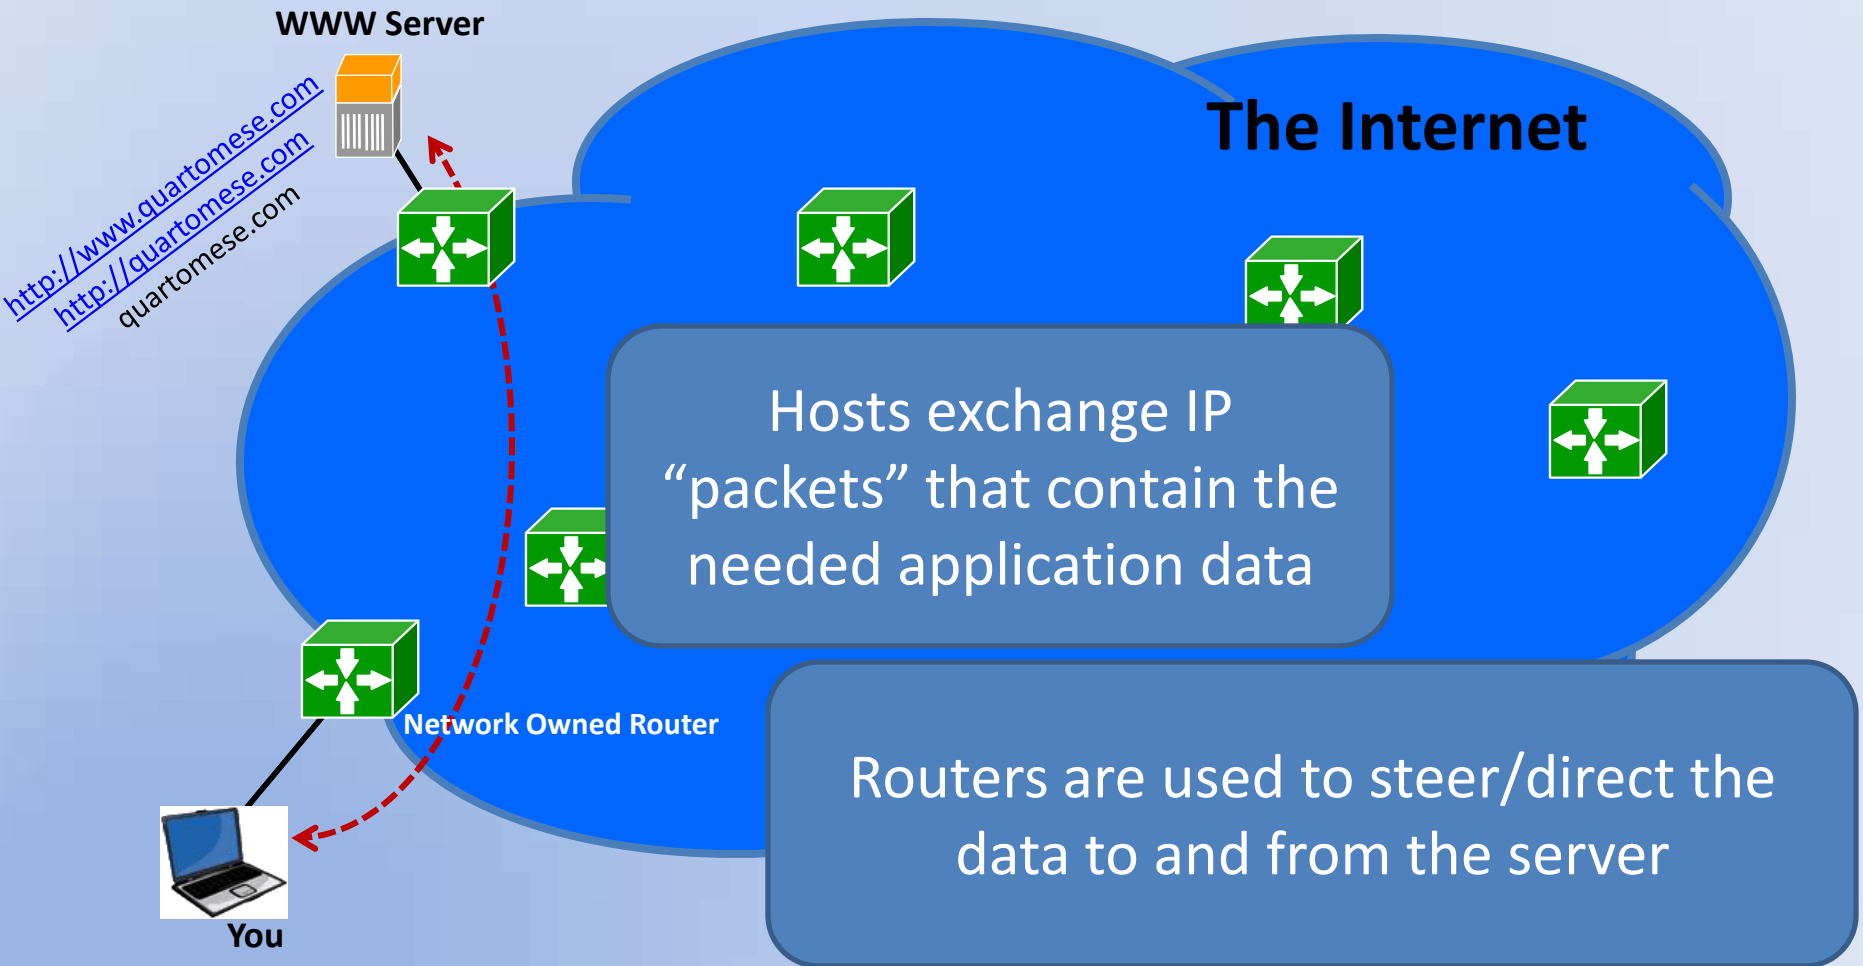 WWW Server
http://www.quartomese.com
http://quartomese.com
quartomese.com
The Internet
Hosts exchange IP
“packets” that contain the
needed application data
Network Owned Router
Routers are used to steer/direct the
data to and from the server
You